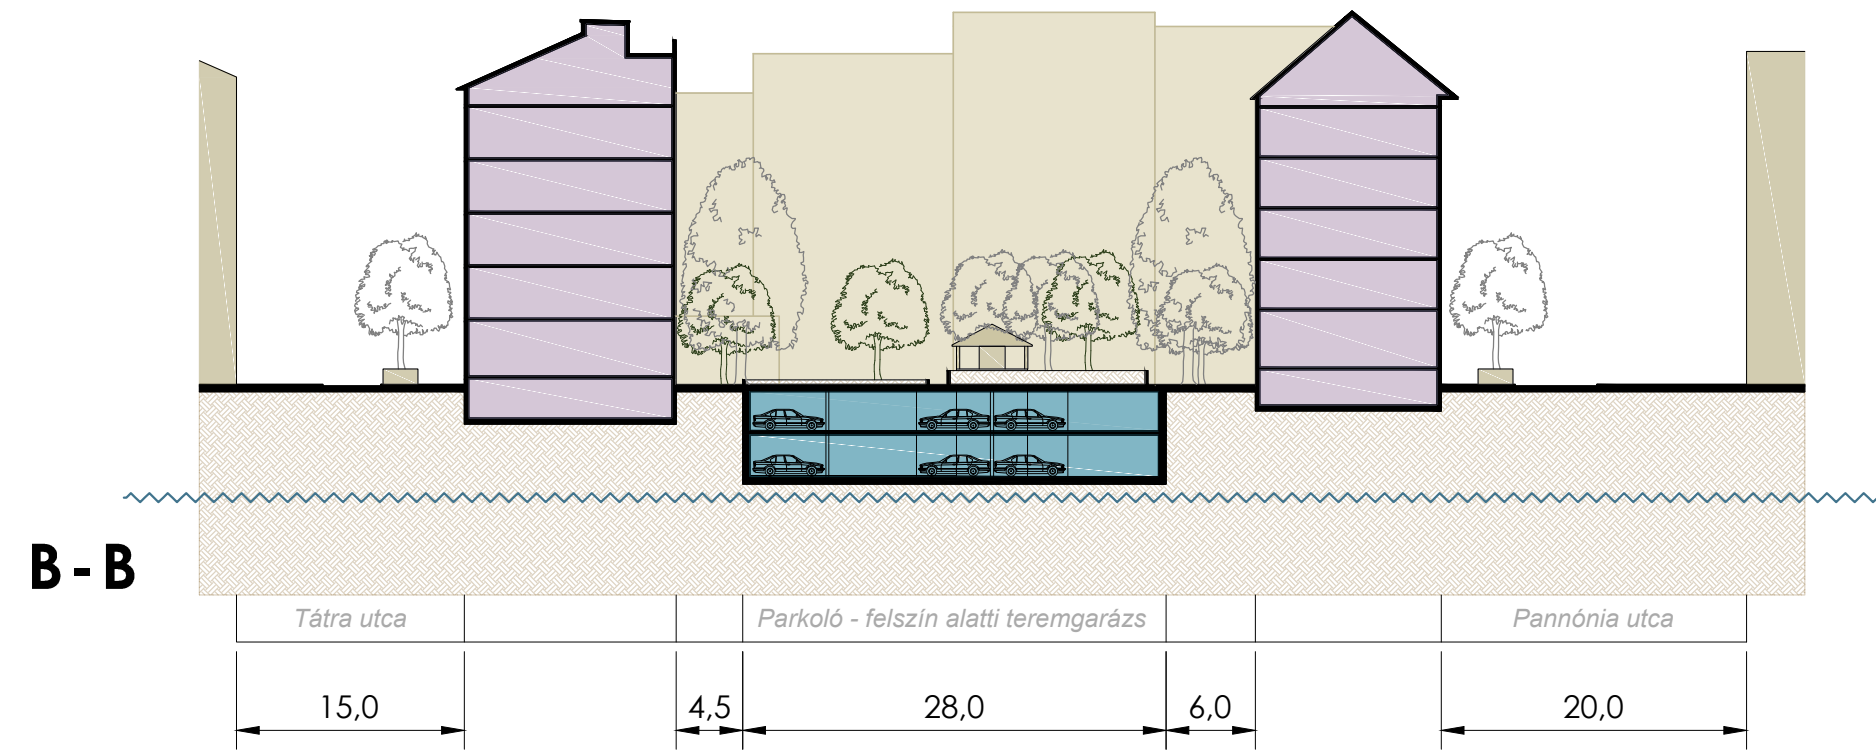 B - B
Tátra utca
Parkoló - felszín alatti teremgarázs
Pannónia utca
15,0
4,5
28,0
6,0
20,0